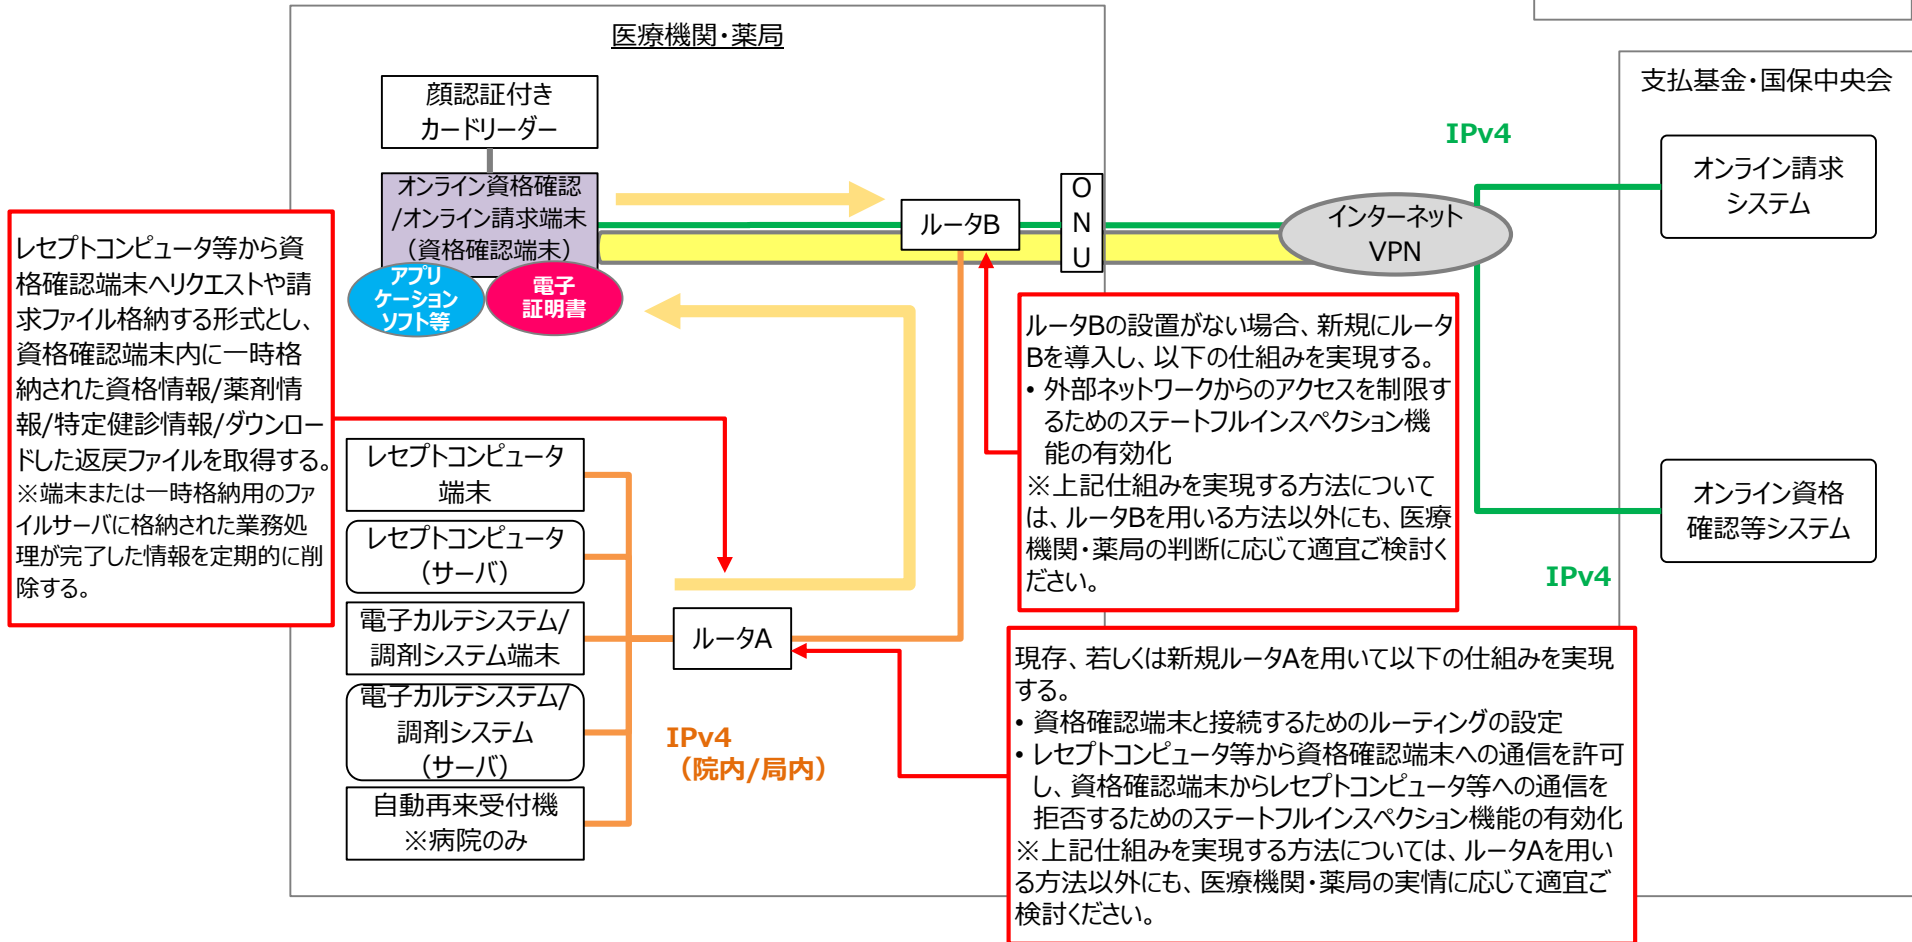 医療機関・薬局
顔認証付き
カードリーダー
オンライン資格確認
/オンライン請求端末
（資格確認端末）
アプリ
ケーション
ソフト等
電子
証明書
ルータB
O
N
U
インターネット
VPN
IPv4
支払基金・国保中央会
オンライン請求
システム
オンライン資格
確認等システム
IPv4
レセプトコンピュータ等から資
格確認端末へリクエストや請
求ファイル格納する形式とし、
資格確認端末内に一時格
納された資格情報/薬剤情
報/特定健診情報/ダウンロー
ドした返戻ファイルを取得する。
※端末または一時格納用のファ
イルサーバに格納された業務処
理が完了した情報を定期的に削
除する。
ルータBの設置がない場合、新規にルータ
Bを導入し、以下の仕組みを実現する。
• 外部ネットワークからのアクセスを制限す
るためのステートフルインスペクション機
能の有効化
※上記仕組みを実現する方法について
は、ルータBを用いる方法以外にも、医療
機関・薬局の判断に応じて適宜ご検討く
ださい。
レセプトコンピュータ
端末
レセプトコンピュータ
（サーバ）
電子カルテシステム/
調剤システム端末
電子カルテシステム/
調剤システム
（サーバ）
自動再来受付機
※病院のみ
ルータA
IPv4
（院内/局内）
現存、若しくは新規ルータAを用いて以下の仕組みを実現
する。
• 資格確認端末と接続するためのルーティングの設定
• レセプトコンピュータ等から資格確認端末への通信を許可
し、資格確認端末からレセプトコンピュータ等への通信を
拒否するためのステートフルインスペクション機能の有効化
※上記仕組みを実現する方法については、ルータAを用い
る方法以外にも、医療機関・薬局の実情に応じて適宜ご
検討ください。